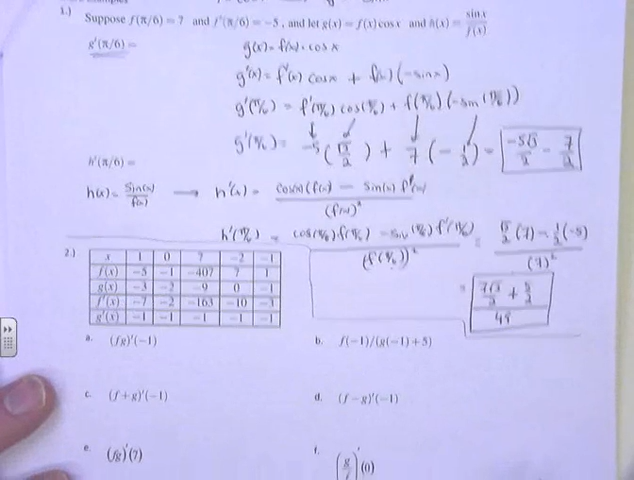 1.) Suppose f(π/6) = 7 and f'(π/6) = -5, and let g(x) = f(x) cos x and h(x) = sin x / f(x)
g'(π/6) =
g(x) = f(x) · cos x
g'(x) = f'(x) cos x + f(x) (-sin x)
g'(π/6) = f'(π/6) cos(π/6) + f(π/6) (-sin(π/6))
g'(π/6) = -5 (√3/2) + 7 (-1/2) = -5√3/2 - 7/2
h'(π/6) =
h(x) = sin(x)/f(x) → h'(x) = cos(x)(f(x) - sin(x) f'(x) / (f(x))²
h'(π/6) = cos(π/6) f(π/6) - sin(π/6) f'(π/6) / (f(π/6))² = √3/2 (7) - 1/2 (-5) / (7)²
= 7√3/2 + 5/2 / 49
2.)
x 1 0 7 -2 -1
f(x) -5 -1 -407 7 1
g(x) -3 -2 -9 0 -1
f'(x) -7 -2 -163 -10 -3
g'(x) -1 -1 -1 -1 -1
a. (fg)'(-1)
b. f(-1)/(g(-1)+5)
c. (f+g)'(-1)
d. (f-g)'(-1)
e. (fg)'(7)
f. (g/f)'(0)